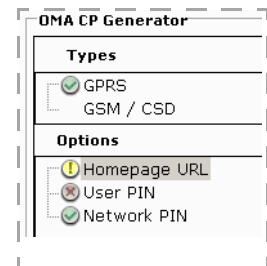 OMA CP Generator
Types
GPRS
GSM / CSD
Options
Homepage URL
User PIN
Network PIN